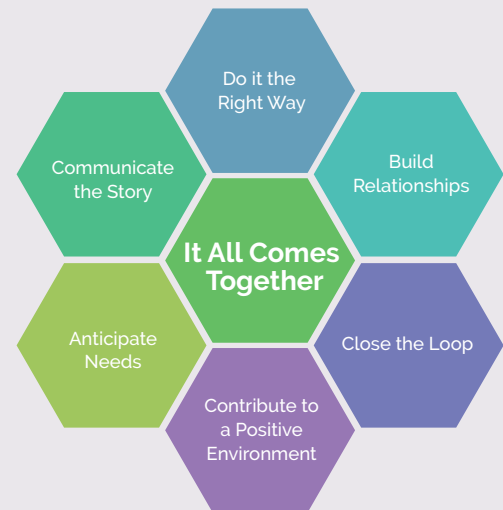 Do it the
Right Way
Communicate
the Story
Build
Relationships
It All Comes
Together
Anticipate
Needs
Close the Loop
Contribute to
a Positive
Environment